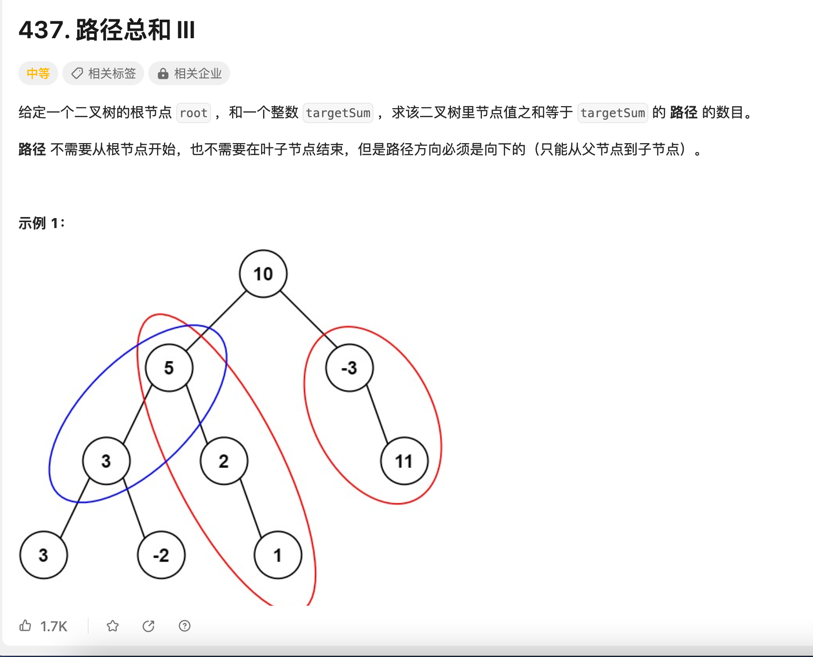 437. 路径总和 III
中等 相关标签 相关企业
给定一个二叉树的根节点 root ，和一个整数 targetSum ，求该二叉树里节点值之和等于 targetSum 的 路径 的数目。
路径 不需要从根节点开始，也不需要在叶子节点结束，但是路径方向必须是向下的（只能从父节点到子节点）。
示例 1：
10
5 -3
3 2 11
3 -2 1
1.7K